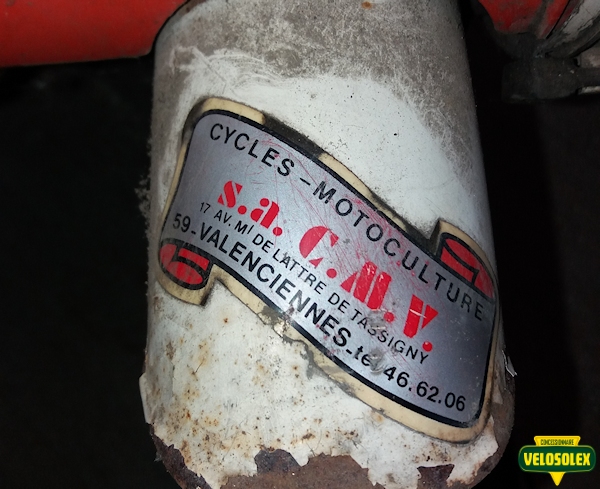 CYCLES-MOTOCULTURE
s.a. C.M.V.
17 AV. Mˡ DE LATTRE DE TASSIGNY
59-VALENCIENNES-tel 46.62.06
CONCESSIONNAIRE
VELOSOLEX